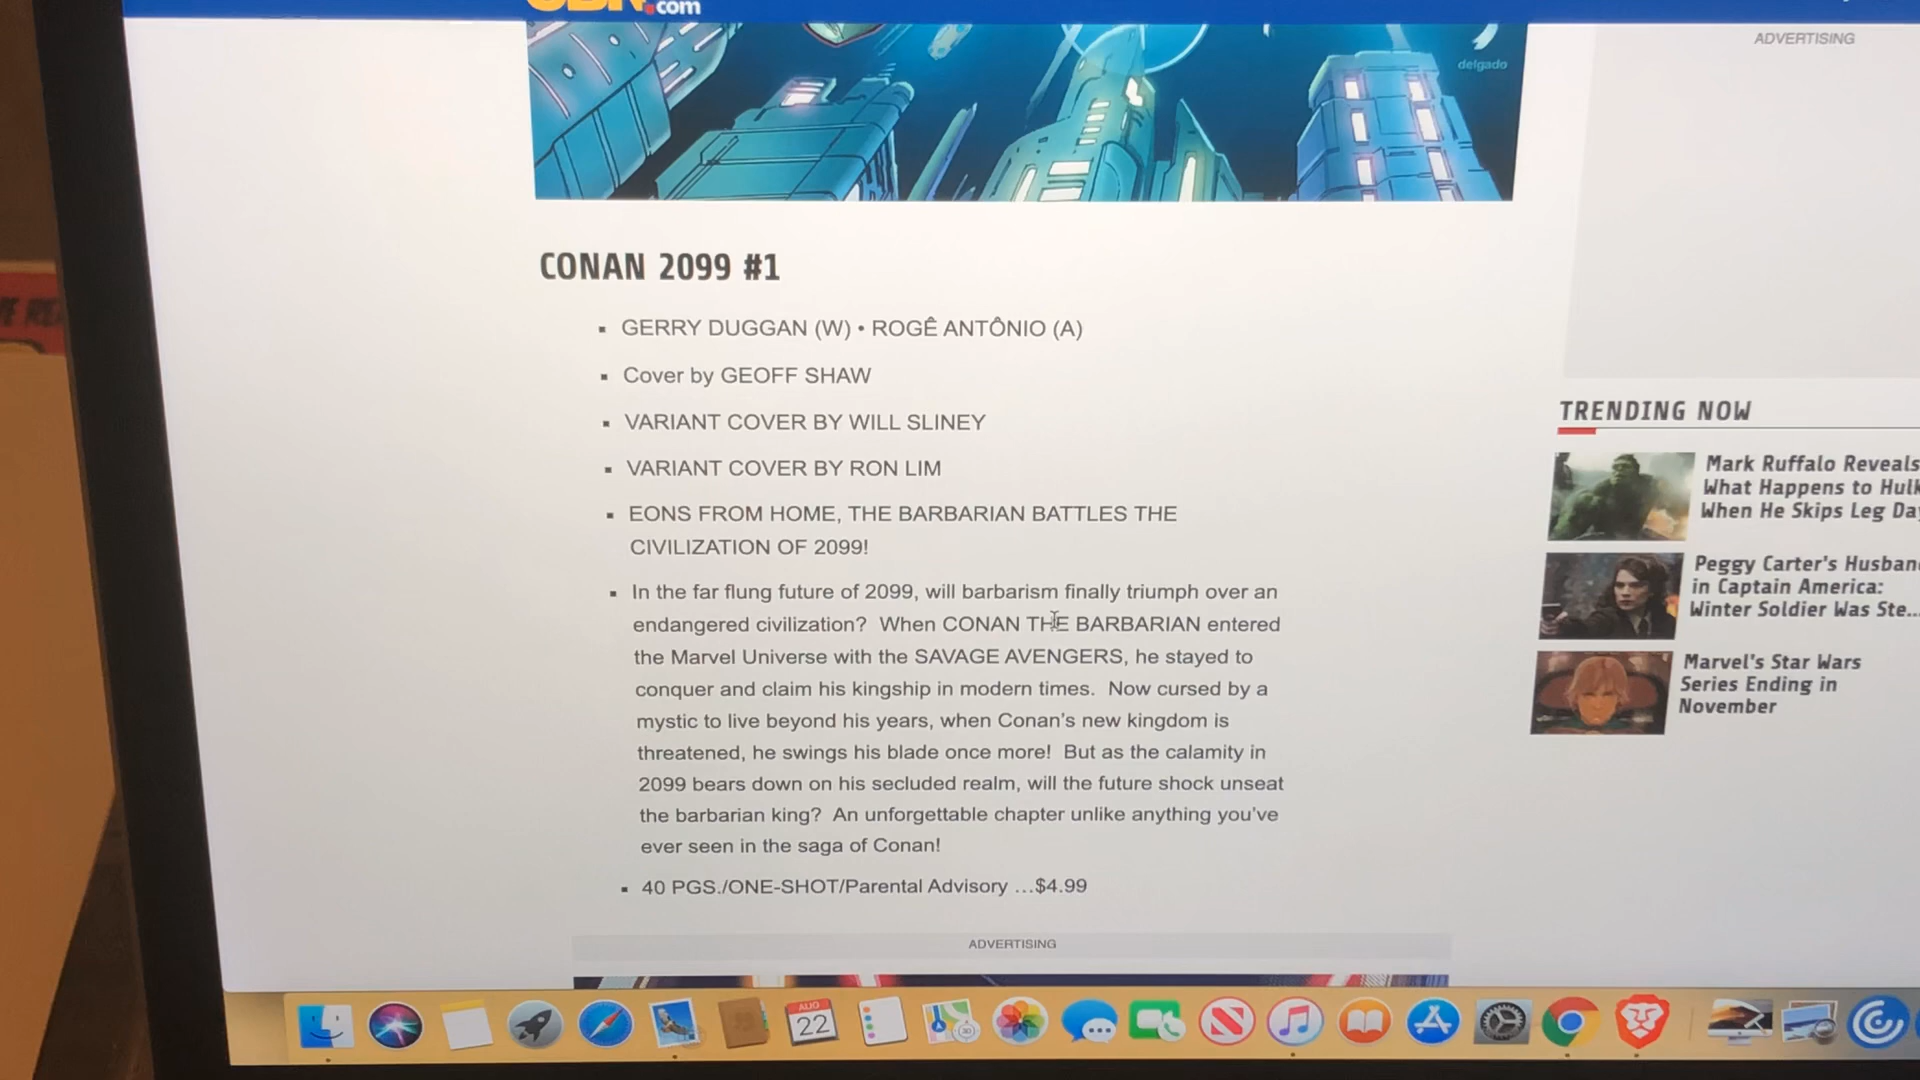 .com
delgado
ADVERTISING
CONAN 2099 #1
▪ GERRY DUGGAN (W) • ROGÊ ANTÔNIO (A)
▪ Cover by GEOFF SHAW
▪ VARIANT COVER BY WILL SLINEY
▪ VARIANT COVER BY RON LIM
▪ EONS FROM HOME, THE BARBARIAN BATTLES THE
CIVILIZATION OF 2099!
▪ In the far flung future of 2099, will barbarism finally triumph over an
endangered civilization?  When CONAN THE BARBARIAN entered
the Marvel Universe with the SAVAGE AVENGERS, he stayed to
conquer and claim his kingship in modern times.  Now cursed by a
mystic to live beyond his years, when Conan's new kingdom is
threatened, he swings his blade once more!  But as the calamity in
2099 bears down on his secluded realm, will the future shock unseat
the barbarian king?  An unforgettable chapter unlike anything you've
ever seen in the saga of Conan!
▪ 40 PGS./ONE-SHOT/Parental Advisory …$4.99
ADVERTISING
TRENDING NOW
Mark Ruffalo Reveals
What Happens to Hulk
When He Skips Leg Da
Peggy Carter's Husban
in Captain America:
Winter Soldier Was Ste...
Marvel's Star Wars
Series Ending in
November
AUG
22